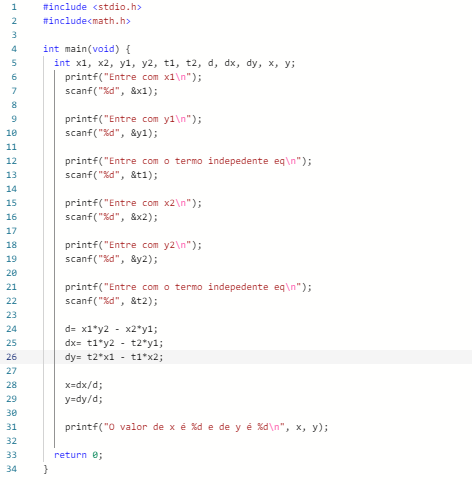 1 #include <stdio.h>
2 #include<math.h>
3
4 int main(void) {
5 int x1, x2, y1, y2, t1, t2, d, dx, dy, x, y;
6 printf("Entre com x1\n");
7 scanf("%d", &x1);
8
9 printf("Entre com y1\n");
10 scanf("%d", &y1);
11
12 printf("Entre com o termo indepedente eq\n");
13 scanf("%d", &t1);
14
15 printf("Entre com x2\n");
16 scanf("%d", &x2);
17
18 printf("Entre com y2\n");
19 scanf("%d", &y2);
20
21 printf("Entre com o termo indepedente eq\n");
22 scanf("%d", &t2);
23
24 d= x1*y2 - x2*y1;
25 dx= t1*y2 - t2*y1;
26 dy= t2*x1 - t1*x2;
27
28 x=dx/d;
29 y=dy/d;
30
31 printf("O valor de x é %d e de y é %d\n", x, y);
32
33 return 0;
34 }